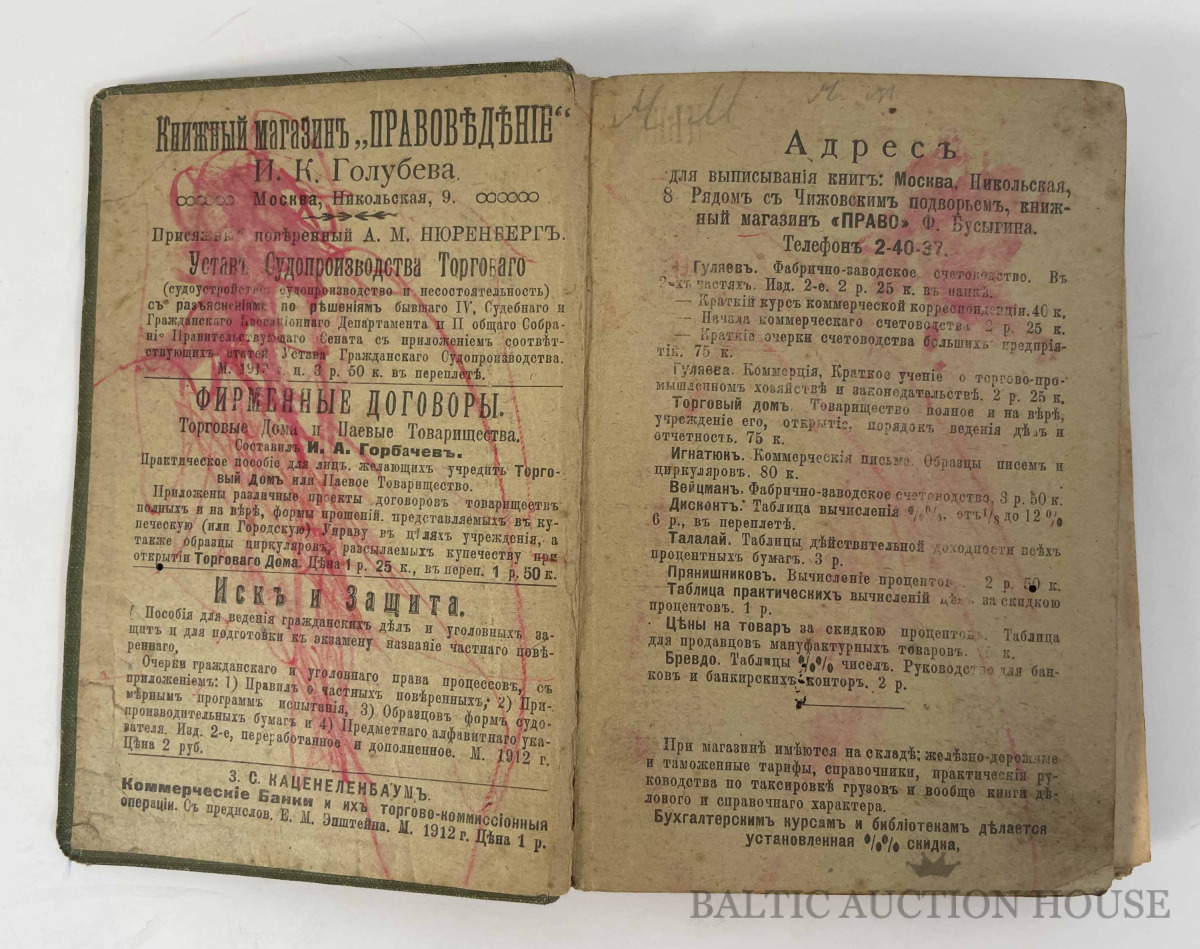 Книжный магазинъ „ПРАВОВѢДѢНІЕ“
И. К. Голубева.
Москва, Никольская, 9.
Присяжный повѣренный А. М. НЮРЕНБЕРГЪ.
Уставъ Судопроизводства Торговаго
(судоустройство, судопроизводство и несостоятельность)
съ разъясненіями по рѣшеніямъ бывшаго IV, Судебнаго и
Гражданскаго Кассаціоннаго Департамента и II общаго Собра-
нія Правительствующаго Сената съ приложеніемъ соотвѣт-
ствующихъ статей Устава Гражданскаго Судопроизводства.
М. 1912 г. ц. 3 р. 50 к. въ переплетѣ.
ФИРМЕННЫЕ ДОГОВОРЫ.
Торговые Дома и Паевые Товарищества.
Составилъ И. А. Горбачевъ.
Практическое пособіе для лицъ, желающихъ учредить Торго-
вый Домъ или Паевое Товарищество.
Приложены различные проекты договоровъ товариществъ
полныхъ и на вѣрѣ, формы прошеній, представляемыхъ въ ку-
печескую (или Городскую) Управу въ цѣляхъ учрежденія, а
также образцы циркуляровъ, разсылаемыхъ купечеству при
открытіи Торговаго Дома. Цѣна 1 р. 25 к., въ переп. 1 р. 50 к.
Искъ и Защита.
Пособія для веденія гражданскихъ дѣлъ и уголовныхъ за-
щитъ и для подготовки къ экзамену названіе частнаго повѣ-
реннаго,
Очерки гражданскаго и уголовнаго права процессовъ, съ
приложеніемъ: 1) Правилъ о частныхъ повѣренныхъ, 2) При-
мѣрнымъ программъ испытанія, 3) Образцовъ формъ судо-
производительныхъ бумагъ и 4) Предметнаго алфавитнаго ука-
зателя. Изд. 2-е, переработанное и дополненное. М. 1912 г.
Цѣна 2 руб.
З. С. КАЦЕНЕЛЕНБАУМЪ.
Коммерческіе Банки и ихъ торгово-коммиссіонныя
операціи. Съ предислов. Е. М. Эпштейна. М. 1912 г. Цѣна 1 р.
Адресъ
для выписыванія книгъ: Москва, Никольская,
8 Рядомъ съ Чижовскимъ подворьемъ, книж-
ный магазинъ «ПРАВО» Ф. Бусыгина.
Телефонъ 2-40-37.
Гуляевъ. Фабрично-заводское счетоводство. Въ
2-хъ частяхъ. Изд. 2-е. 2 р. 25 к. въ папкѣ.
— Краткій курсъ коммерческой корреспонденціи. 40 к.
— Начала коммерческаго счетоводства 2 р. 25 к.
— Краткіе очерки счетоводства большихъ предпрія-
тій. 75 к.
Гуляева. Коммерція, Краткое ученіе о торгово-про-
мышленномъ хозяйствѣ и законодательствѣ. 2 р. 25 к.
Торговый домъ. Товарищество полное и на вѣрѣ,
учрежденіе его, открытіе, порядокъ веденія дѣлъ и
отчетность. 75 к.
Игнатюкъ. Коммерческія письма. Образцы писемъ и
циркуляровъ. 80 к.
Вейцманъ. Фабрично-заводское счетоводство, 3 р. 50 к.
Дисконтъ. Таблица вычисленія %%, отъ 1/8 до 12 %
6 р., въ переплетѣ.
Талалай. Таблицы дѣйствительной доходности всѣхъ
процентныхъ бумагъ. 3 р.
Прянишниковъ. Вычисленіе процентовъ. 2 р. 50 к.
Таблица практическихъ вычисленій цѣнъ за скидкою
процентовъ. 1 р.
Цѣны на товаръ за скидкою процентовъ. Таблица
для продавцовъ мануфактурныхъ товаровъ. к.
Бревдо. Таблицы %% чиселъ. Руководство для бан-
ковъ и банкирскихъ конторъ. 2 р.
При магазинѣ имѣются на складѣ: желѣзно-дорожные
и таможенные тарифы, справочники, практическія ру-
ководства по таксировкѣ грузовъ и вообще книги дѣ-
лового и справочнаго характера.
Бухгалтерскимъ курсамъ и библіотекамъ дѣлается
установленная %% скидка,
BALTIC AUCTION HOUSE